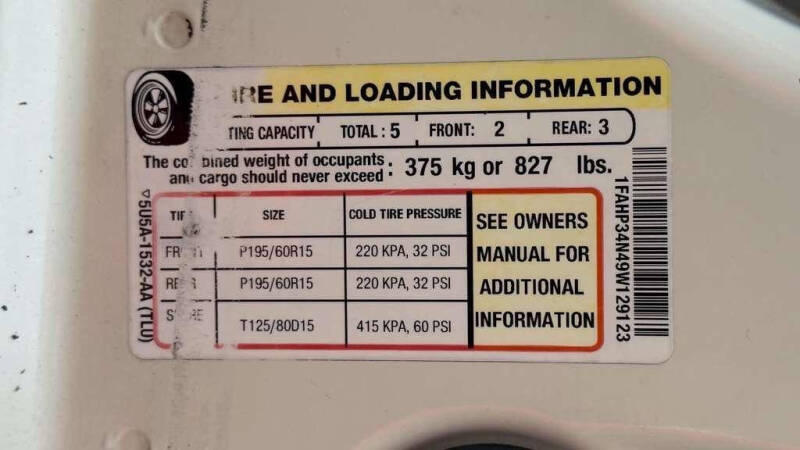 IRE AND LOADING INFORMATION
TING CAPACITY TOTAL : 5 FRONT: 2 REAR: 3
The co bined weight of occupants
and cargo should never exceed : 375 kg or 827 lbs.
SIZE COLD TIRE PRESSURE
P195/60R15 220 KPA, 32 PSI
P195/60R15 220 KPA, 32 PSI
T125/80D15 415 KPA, 60 PSI
SEE OWNERS
MANUAL FOR
ADDITIONAL
INFORMATION
5U5A-1532-AA (TLU)
1FAHP34N49W129123